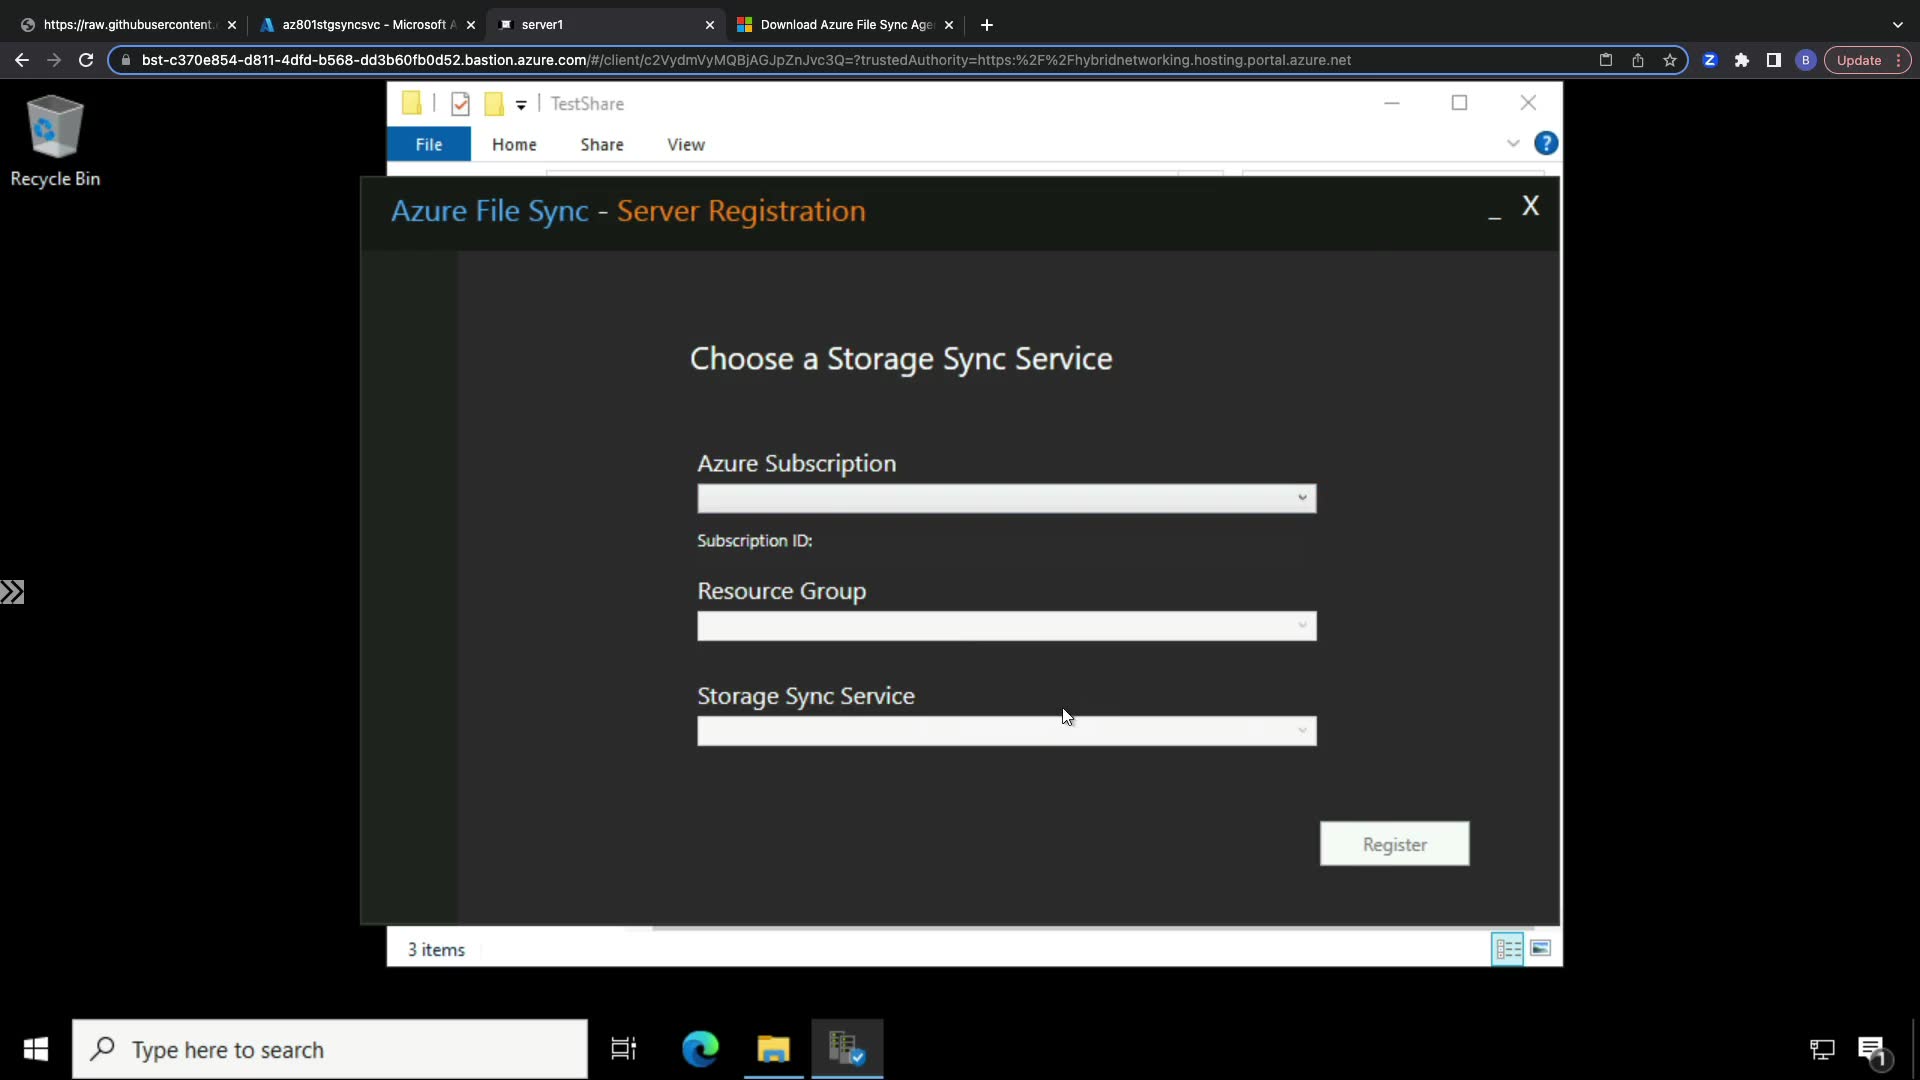 https://raw.githubusercontent.
az801stgsyncsvc - Microsoft A
server1
Download Azure File Sync Age
bst-c370e854-d811-4dfd-b568-dd3b60fb0d52.bastion.azure.com/#/client/c2VydmVyMQBjAGJpZnJvc3Q=?trustedAuthority=https:%2F%2Fhybridnetworking.hosting.portal.azure.net
Z
B
Update
TestShare
File
Home
Share
View
?
Recycle Bin
Azure File Sync - Server Registration
_
X
Choose a Storage Sync Service
Azure Subscription
Subscription ID:
Resource Group
Storage Sync Service
Register
3 items
Type here to search
1